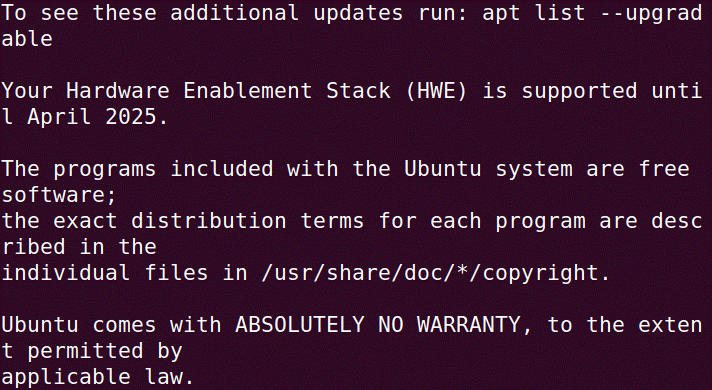 To see these additional updates run: apt list --upgrad
able
Your Hardware Enablement Stack (HWE) is supported unti
l April 2025.
The programs included with the Ubuntu system are free
software;
the exact distribution terms for each program are desc
ribed in the
individual files in /usr/share/doc/*/copyright.
Ubuntu comes with ABSOLUTELY NO WARRANTY, to the exten
t permitted by
applicable law.